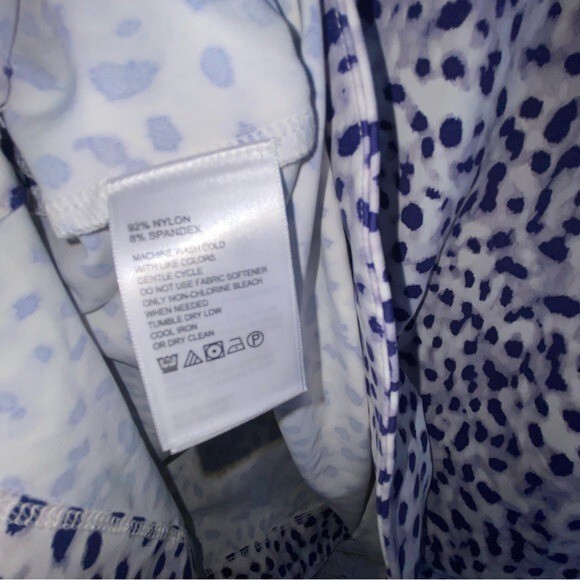 92% NYLON
8% SPANDEX
MACHINE WASH COLD
WITH LIKE COLORS
GENTLE CYCLE
DO NOT USE FABRIC SOFTENER
ONLY NON-CHLORINE BLEACH
WHEN NEEDED
TUMBLE DRY LOW
COOL IRON
OR DRY CLEAN
P